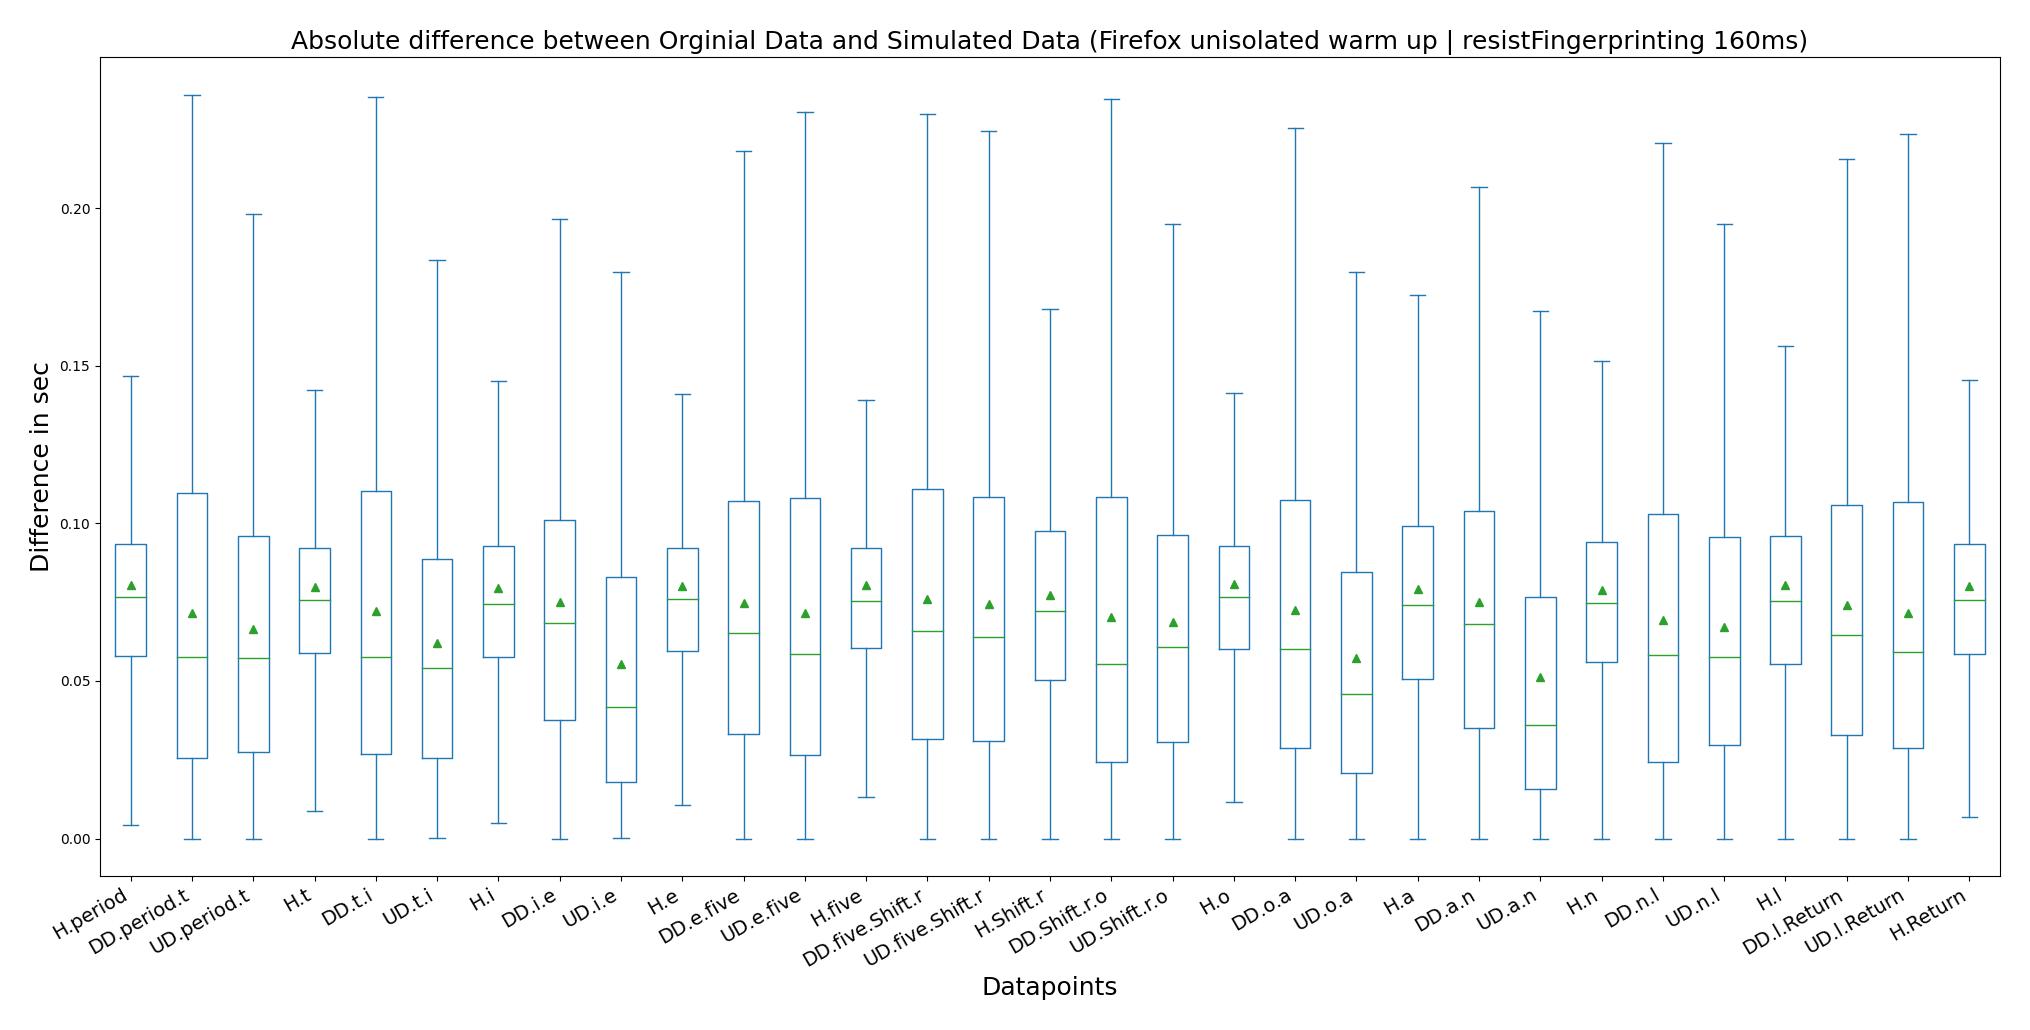 Absolute difference between Orginial Data and Simulated Data (Firefox unisolated warm up | resistFingerprinting 160ms)
Difference in sec
0.20
0.15
0.10
0.05
0.00
H.period
DD.period.t
UD.period.t
H.t
DD.t.i
UD.t.i
H.i
DD.i.e
UD.i.e
H.e
DD.e.five
UD.e.five
H.five
DD.five.Shift.r
UD.five.Shift.r
H.Shift.r
DD.Shift.r.o
UD.Shift.r.o
H.o
DD.o.a
UD.o.a
H.a
DD.a.n
UD.a.n
H.n
DD.n.l
UD.n.l
H.l
DD.l.Return
UD.l.Return
H.Return
Datapoints